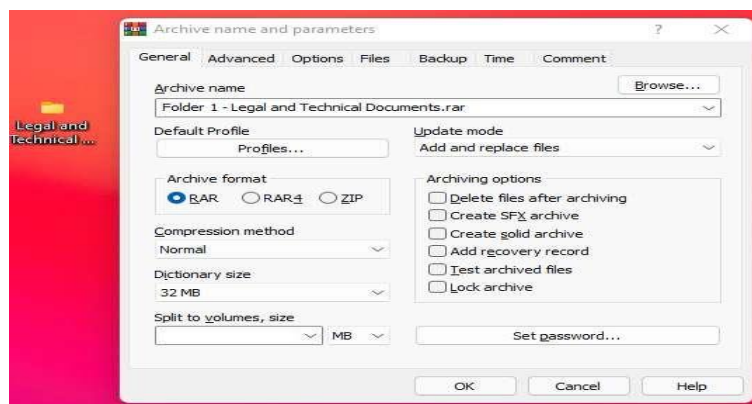 Archive name and parameters
? ×
General Advanced Options Files Backup Time Comment
Archive name
Browse...
Folder 1 - Legal and Technical Documents.rar
Legal and
Technical ...
Default Profile
Profiles...
Update mode
Add and replace files
Archive format
RAR RAR4 ZIP
Compression method
Normal
Dictionary size
32 MB
Split to volumes, size
MB
Archiving options
Delete files after archiving
Create SFX archive
Create solid archive
Add recovery record
Test archived files
Lock archive
Set password...
OK Cancel Help